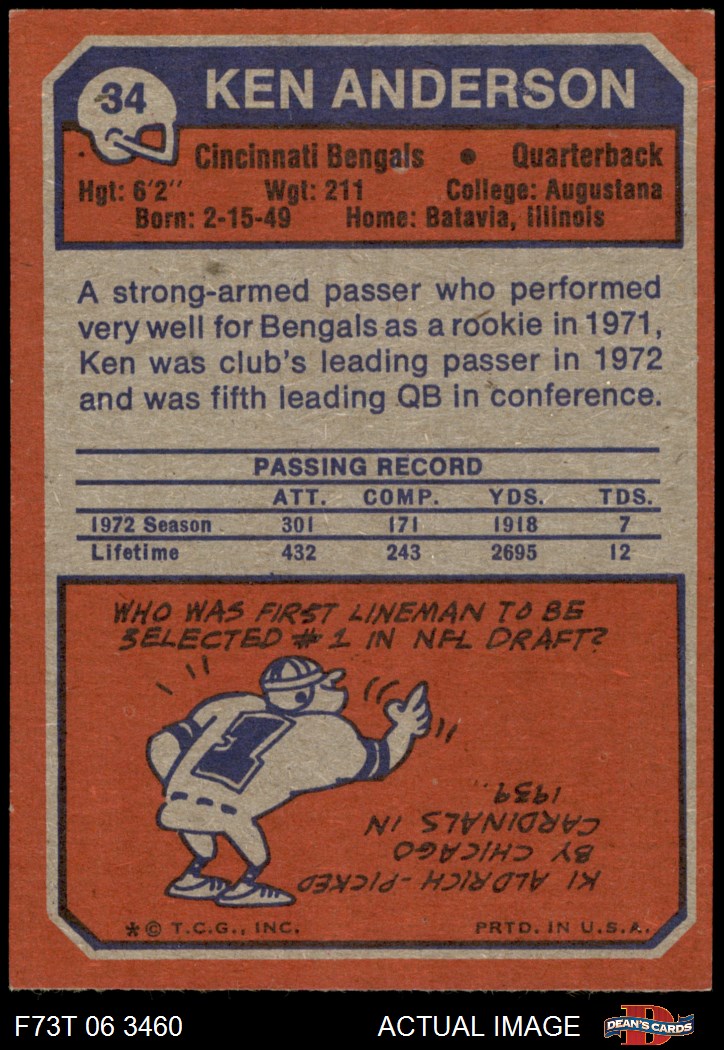 34
KEN ANDERSON
Cincinnati Bengals • Quarterback
Hgt: 6'2" Wgt: 211 College: Augustana
Born: 2-15-49 Home: Batavia, Illinois
A strong-armed passer who performed
very well for Bengals as a rookie in 1971,
Ken was club's leading passer in 1972
and was fifth leading QB in conference.
PASSING RECORD
ATT. COMP. YDS. TDS.
1972 Season 301 171 1918 7
Lifetime 432 243 2695 12
WHO WAS FIRST LINEMAN TO BE
SELECTED #1 IN NFL DRAFT?
1
KI ALDRICH-PICKED
BY CHICAGO
CARDINALS IN
1939.
*© T.C.G., INC. PRTD. IN U.S.A.
F73T 06 3460 ACTUAL IMAGE
D
DEAN'S CARDS